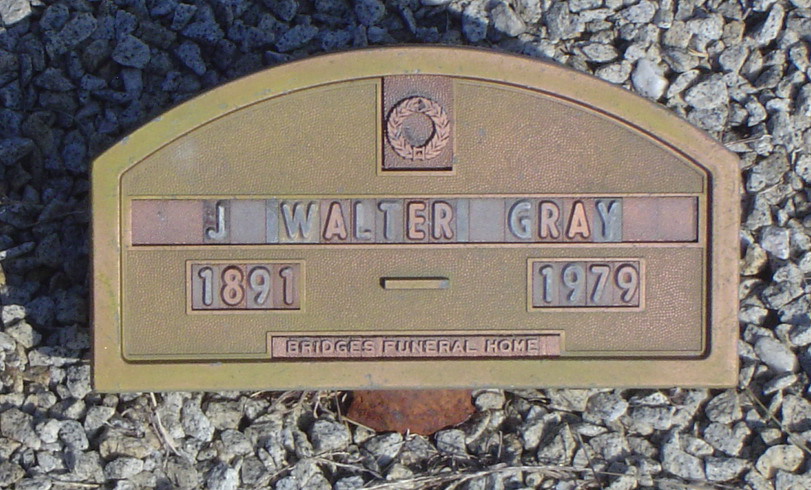 J WALTER GRAY
1891 — 1979
BRIDGES FUNERAL HOME